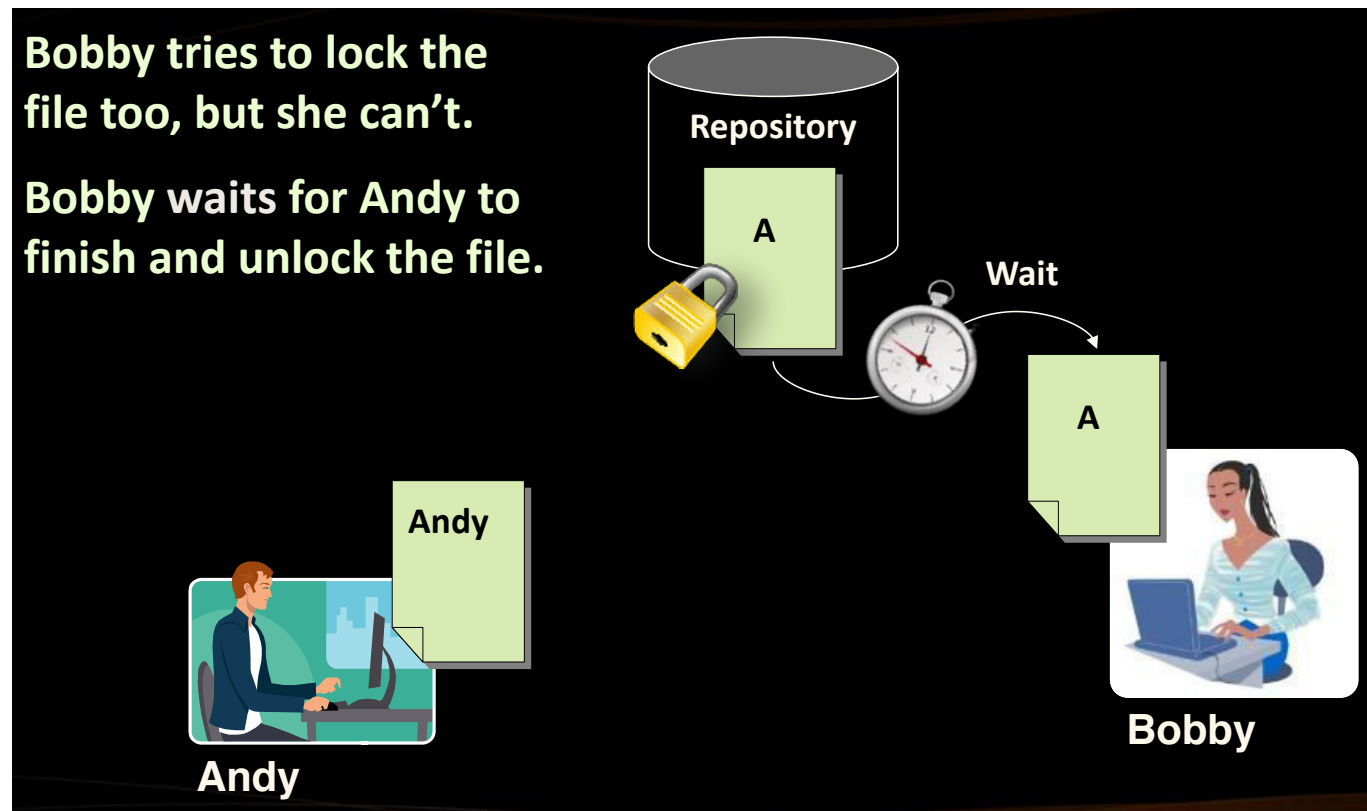 Bobby tries to lock the
file too, but she can’t.
Bobby waits for Andy to
finish and unlock the file.
Repository
A
Wait
A
Andy
Andy
Bobby
12